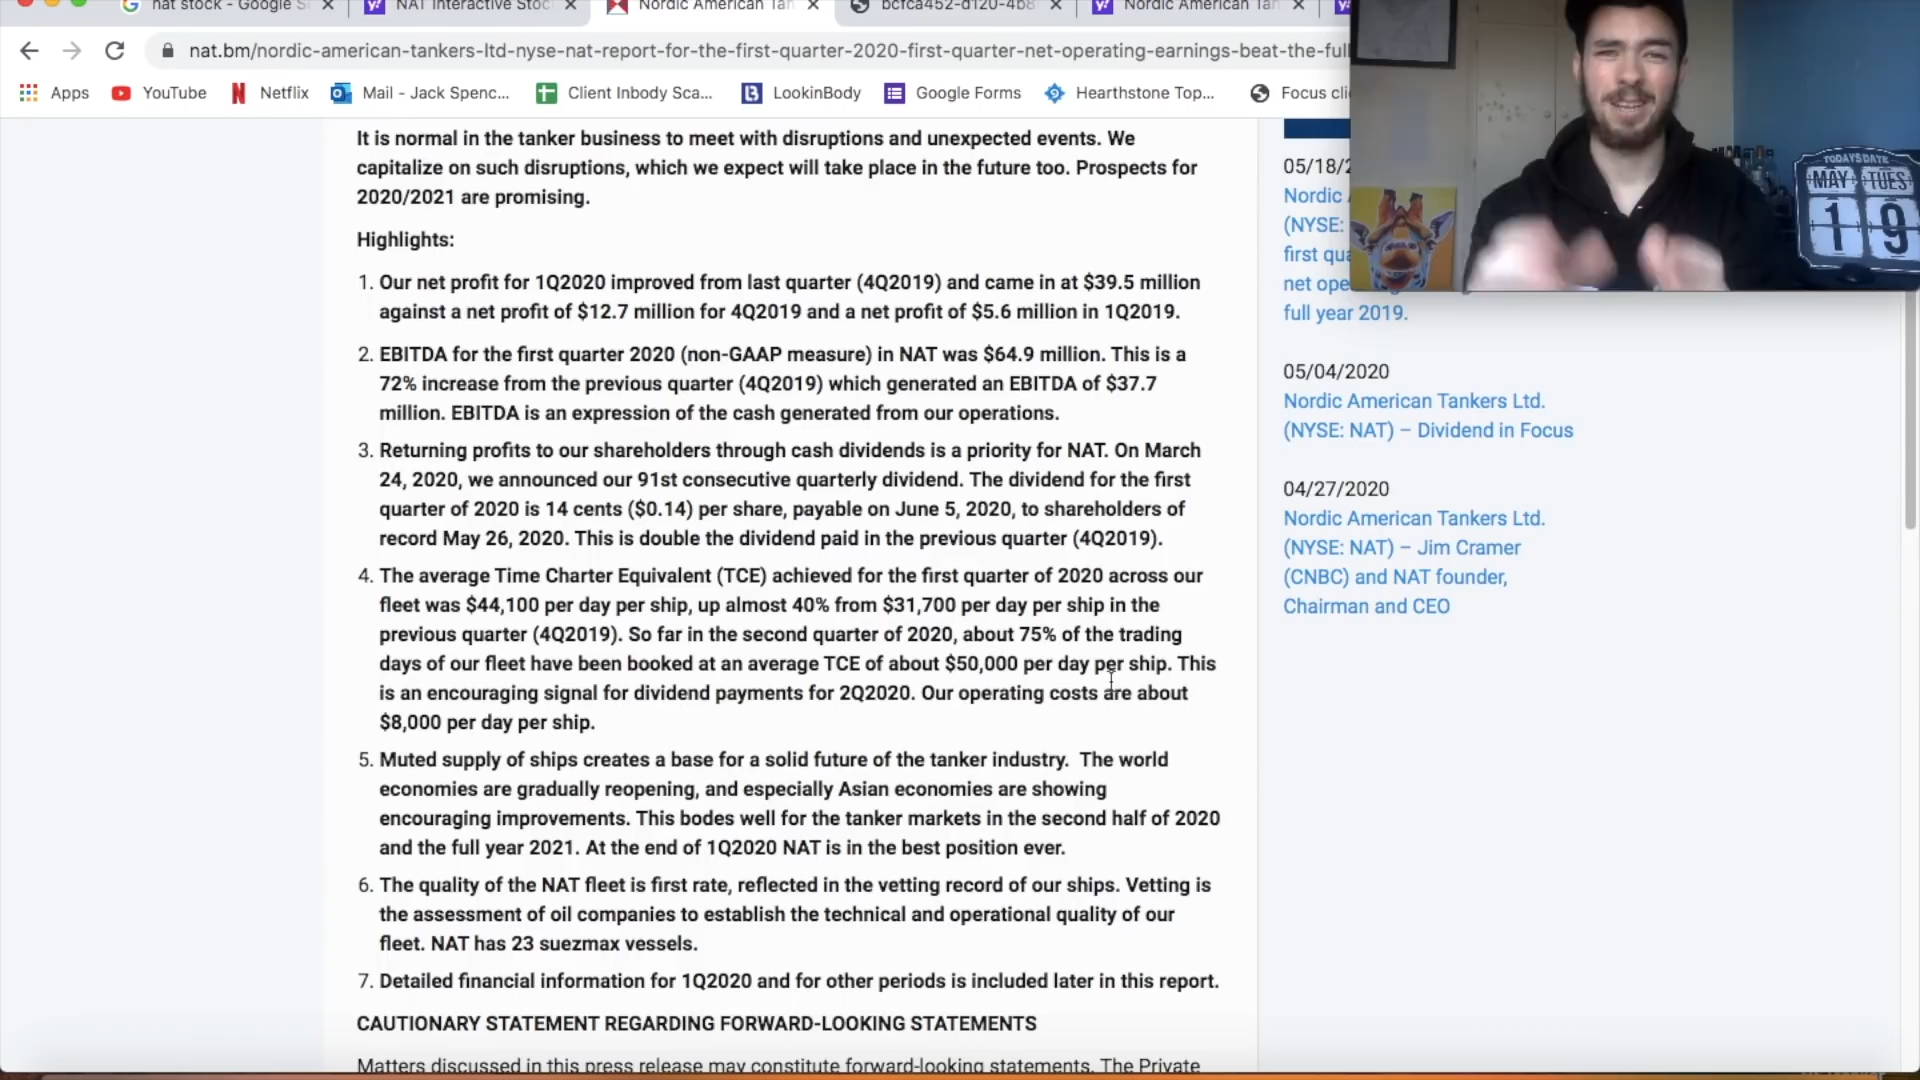 nat stock - Google S
NAT Interactive Stoc
Nordic American Tan
bcfca452-d120-4b8
Nordic American Tan
nat.bm/nordic-american-tankers-ltd-nyse-nat-report-for-the-first-quarter-2020-first-quarter-net-operating-earnings-beat-the-full
Apps YouTube Netflix Mail - Jack Spenc... Client Inbody Sca... LookinBody Google Forms Hearthstone Top... Focus cli
It is normal in the tanker business to meet with disruptions and unexpected events. We
capitalize on such disruptions, which we expect will take place in the future too. Prospects for
2020/2021 are promising.
Highlights:
1. Our net profit for 1Q2020 improved from last quarter (4Q2019) and came in at $39.5 million
against a net profit of $12.7 million for 4Q2019 and a net profit of $5.6 million in 1Q2019.
2. EBITDA for the first quarter 2020 (non-GAAP measure) in NAT was $64.9 million. This is a
72% increase from the previous quarter (4Q2019) which generated an EBITDA of $37.7
million. EBITDA is an expression of the cash generated from our operations.
3. Returning profits to our shareholders through cash dividends is a priority for NAT. On March
24, 2020, we announced our 91st consecutive quarterly dividend. The dividend for the first
quarter of 2020 is 14 cents ($0.14) per share, payable on June 5, 2020, to shareholders of
record May 26, 2020. This is double the dividend paid in the previous quarter (4Q2019).
4. The average Time Charter Equivalent (TCE) achieved for the first quarter of 2020 across our
fleet was $44,100 per day per ship, up almost 40% from $31,700 per day per ship in the
previous quarter (4Q2019). So far in the second quarter of 2020, about 75% of the trading
days of our fleet have been booked at an average TCE of about $50,000 per day per ship. This
is an encouraging signal for dividend payments for 2Q2020. Our operating costs are about
$8,000 per day per ship.
5. Muted supply of ships creates a base for a solid future of the tanker industry. The world
economies are gradually reopening, and especially Asian economies are showing
encouraging improvements. This bodes well for the tanker markets in the second half of 2020
and the full year 2021. At the end of 1Q2020 NAT is in the best position ever.
6. The quality of the NAT fleet is first rate, reflected in the vetting record of our ships. Vetting is
the assessment of oil companies to establish the technical and operational quality of our
fleet. NAT has 23 suezmax vessels.
7. Detailed financial information for 1Q2020 and for other periods is included later in this report.
CAUTIONARY STATEMENT REGARDING FORWARD-LOOKING STATEMENTS
Matters discussed in this press release may constitute forward-looking statements. The Private
05/18/2
Nordic
(NYSE:
first qua
net ope
full year 2019.
05/04/2020
Nordic American Tankers Ltd.
(NYSE: NAT) – Dividend in Focus
04/27/2020
Nordic American Tankers Ltd.
(NYSE: NAT) – Jim Cramer
(CNBC) and NAT founder,
Chairman and CEO
TODAYS DATE
MAY TUES
1 9